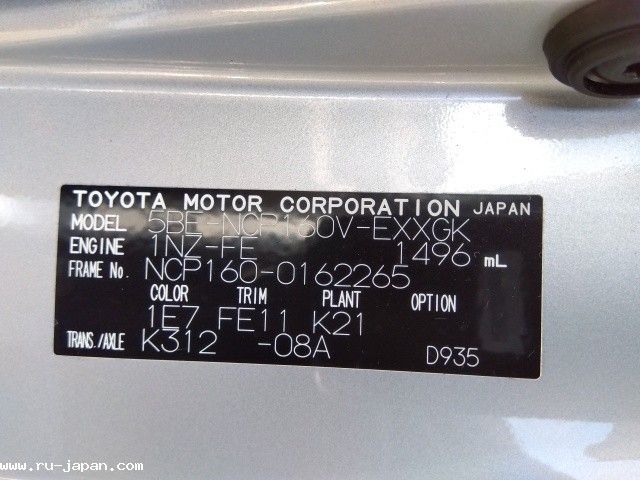 TOYOTA MOTOR CORPORATION JAPAN
MODEL 5BE-NCP160V-EXXGK
ENGINE 1NZ-FE 1496 mL
FRAME No. NCP160-0162265
COLOR TRIM PLANT OPTION
1E7 FE11 K21
TRANS./AXLE K312 -08A D935
www.ru-japan.com